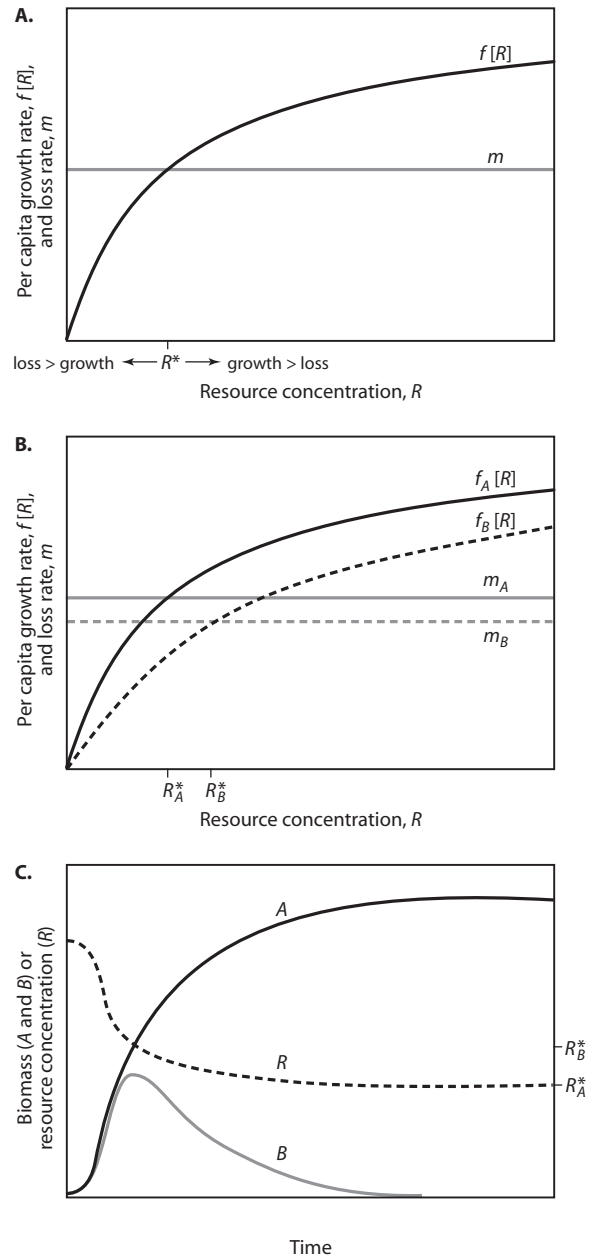 A.
Per capita growth rate, f [R],
and loss rate, m
f [R]
m
loss > growth ← R* → growth > loss
Resource concentration, R
B.
Per capita growth rate, f [R],
and loss rate, m
f_A [R]
f_B [R]
m_A
m_B
R*_A R*_B
Resource concentration, R
C.
Biomass (A and B) or
resource concentration (R)
A
R
B
R*_B
R*_A
Time